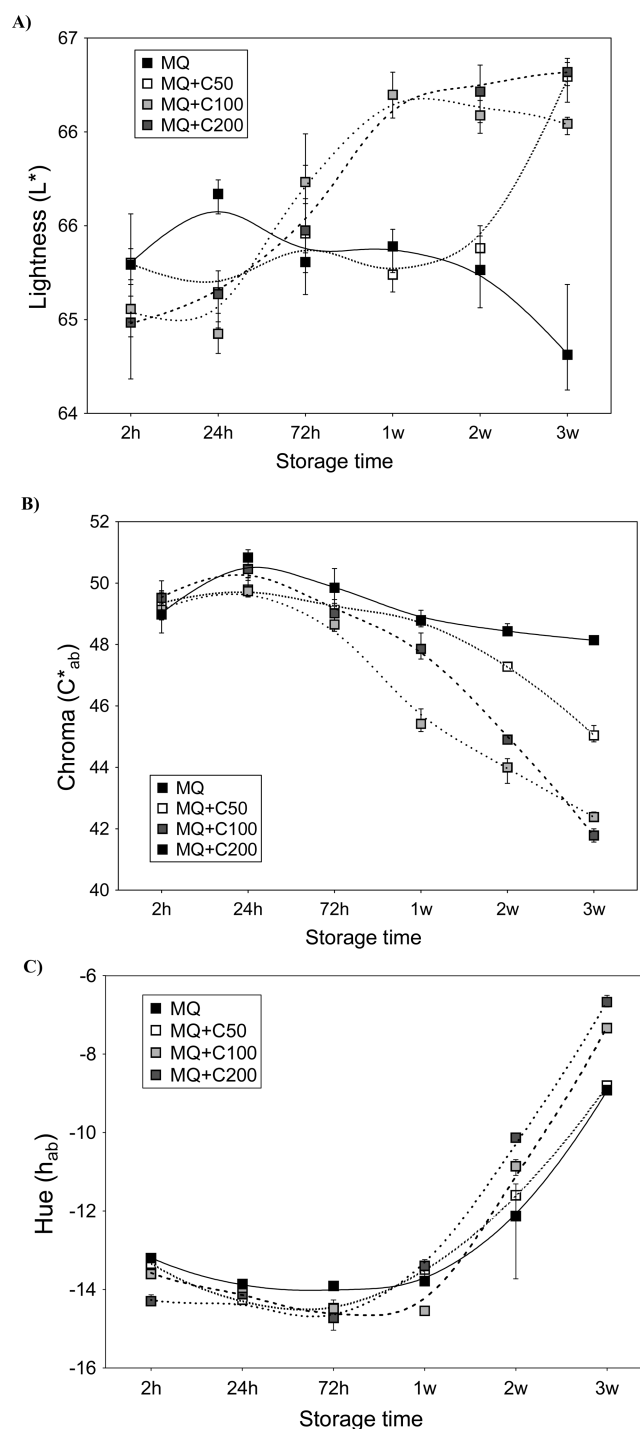 A)
67
66
66
65
64
Lightness (L*)
MQ
MQ+C50
MQ+C100
MQ+C200
2h 24h 72h 1w 2w 3w
Storage time
B)
52
50
48
46
44
42
40
Chroma (C*ab)
MQ
MQ+C50
MQ+C100
MQ+C200
2h 24h 72h 1w 2w 3w
Storage time
C)
-6
-8
-10
-12
-14
-16
Hue (hab)
MQ
MQ+C50
MQ+C100
MQ+C200
2h 24h 72h 1w 2w 3w
Storage time